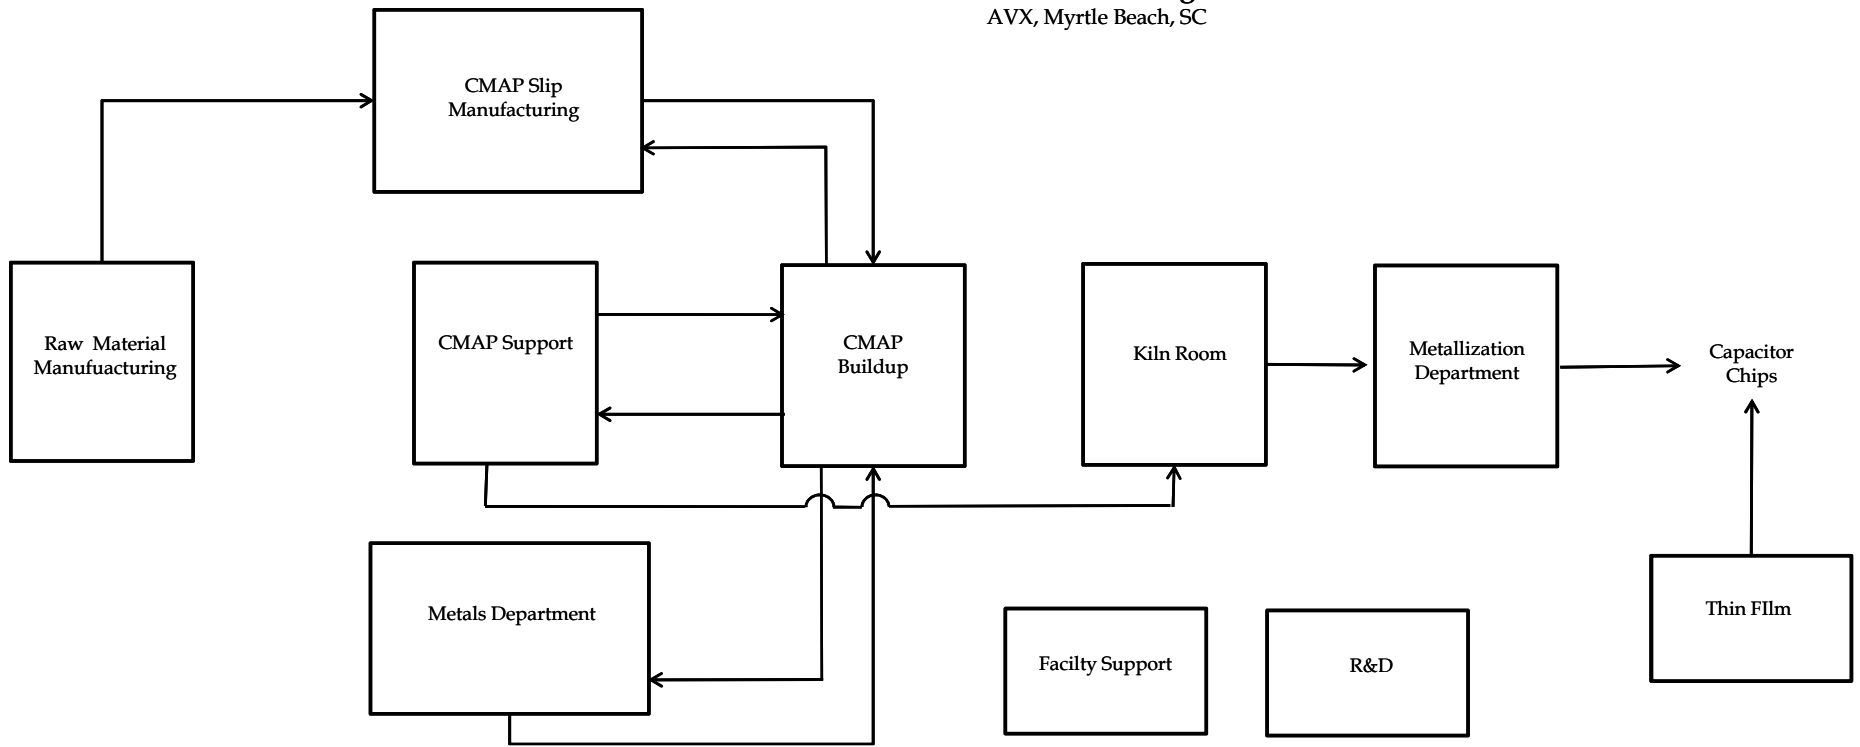 AVX, Myrtle Beach, SC
CMAP Slip
Manufacturing
Raw Material
Manufuacturing
CMAP Support
CMAP
Buildup
Kiln Room
Metallization
Department
Capacitor
Chips
Metals Department
Facilty Support
R&D
Thin FIlm